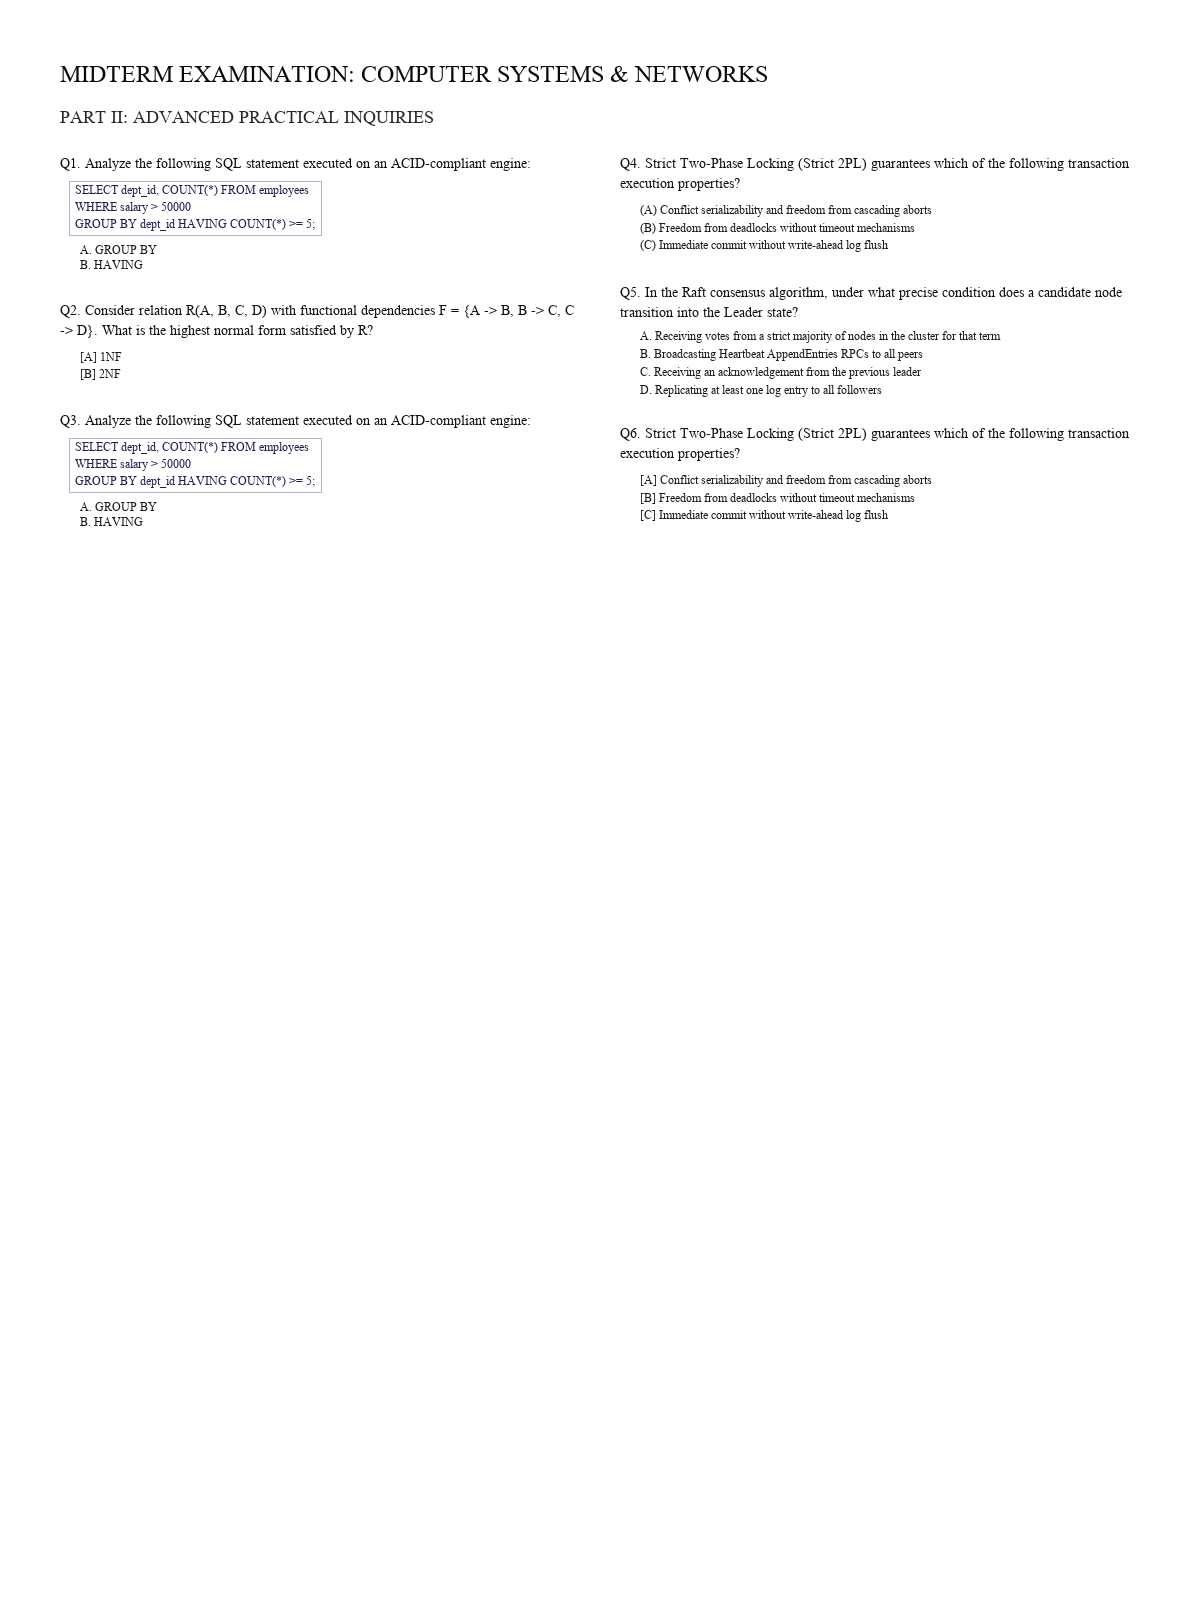 MIDTERM EXAMINATION: COMPUTER SYSTEMS & NETWORKS
PART II: ADVANCED PRACTICAL INQUIRIES
Q1. Analyze the following SQL statement executed on an ACID-compliant engine:
SELECT dept_id, COUNT(*) FROM employees
WHERE salary > 50000
GROUP BY dept_id HAVING COUNT(*) >= 5;
A. GROUP BY
B. HAVING
Q2. Consider relation R(A, B, C, D) with functional dependencies F = {A -> B, B -> C, C
-> D}. What is the highest normal form satisfied by R?
[A] 1NF
[B] 2NF
Q3. Analyze the following SQL statement executed on an ACID-compliant engine:
SELECT dept_id, COUNT(*) FROM employees
WHERE salary > 50000
GROUP BY dept_id HAVING COUNT(*) >= 5;
A. GROUP BY
B. HAVING
Q4. Strict Two-Phase Locking (Strict 2PL) guarantees which of the following transaction
execution properties?
(A) Conflict serializability and freedom from cascading aborts
(B) Freedom from deadlocks without timeout mechanisms
(C) Immediate commit without write-ahead log flush
Q5. In the Raft consensus algorithm, under what precise condition does a candidate node
transition into the Leader state?
A. Receiving votes from a strict majority of nodes in the cluster for that term
B. Broadcasting Heartbeat AppendEntries RPCs to all peers
C. Receiving an acknowledgement from the previous leader
D. Replicating at least one log entry to all followers
Q6. Strict Two-Phase Locking (Strict 2PL) guarantees which of the following transaction
execution properties?
[A] Conflict serializability and freedom from cascading aborts
[B] Freedom from deadlocks without timeout mechanisms
[C] Immediate commit without write-ahead log flush